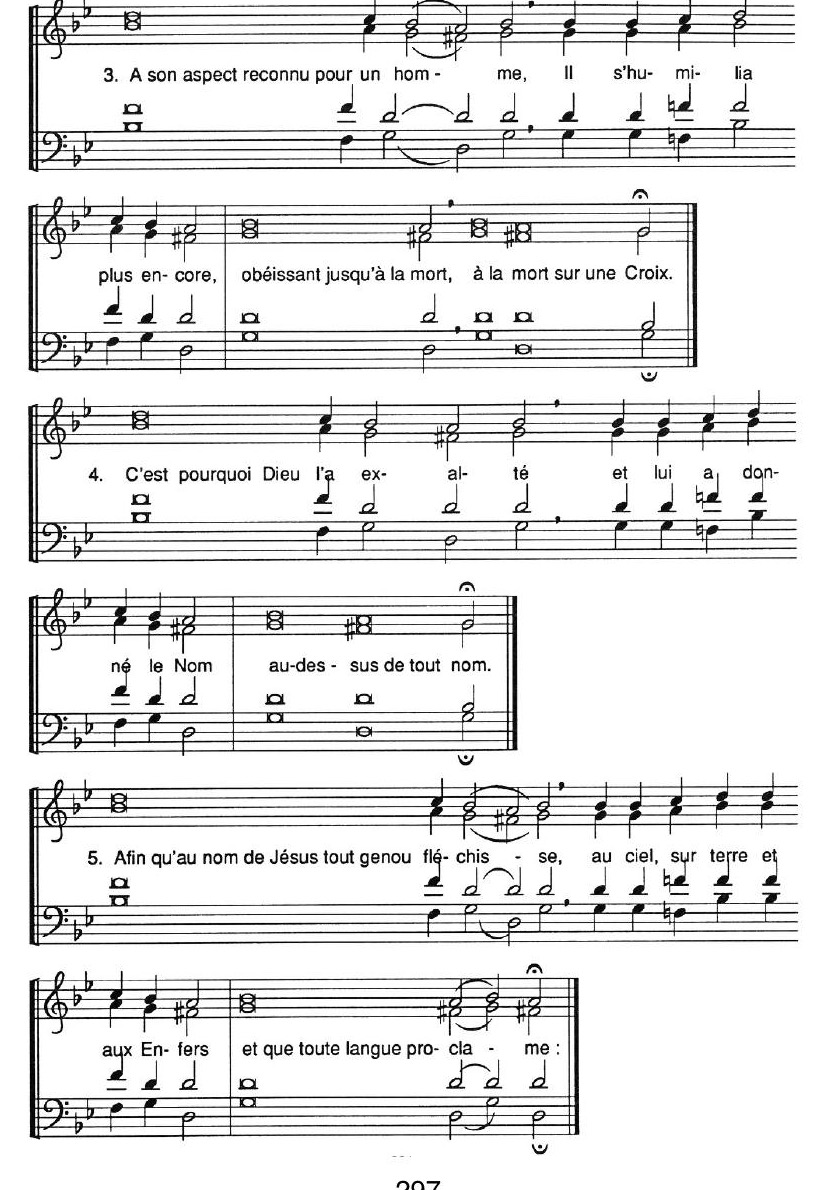 3. A son aspect reconnu pour un hom - me, Il s'hu- mi- lia
plus en- core, obéissant jusqu'à la mort, à la mort sur une Croix.
4. C'est pourquoi Dieu l'a ex- al- té et lui a don-
né le Nom au-des - sus de tout nom.
5. Afin qu'au nom de Jésus tout genou flé- chis - se, au ciel, sur terre et
aux En- fers et que toute langue pro- cla - me :
297